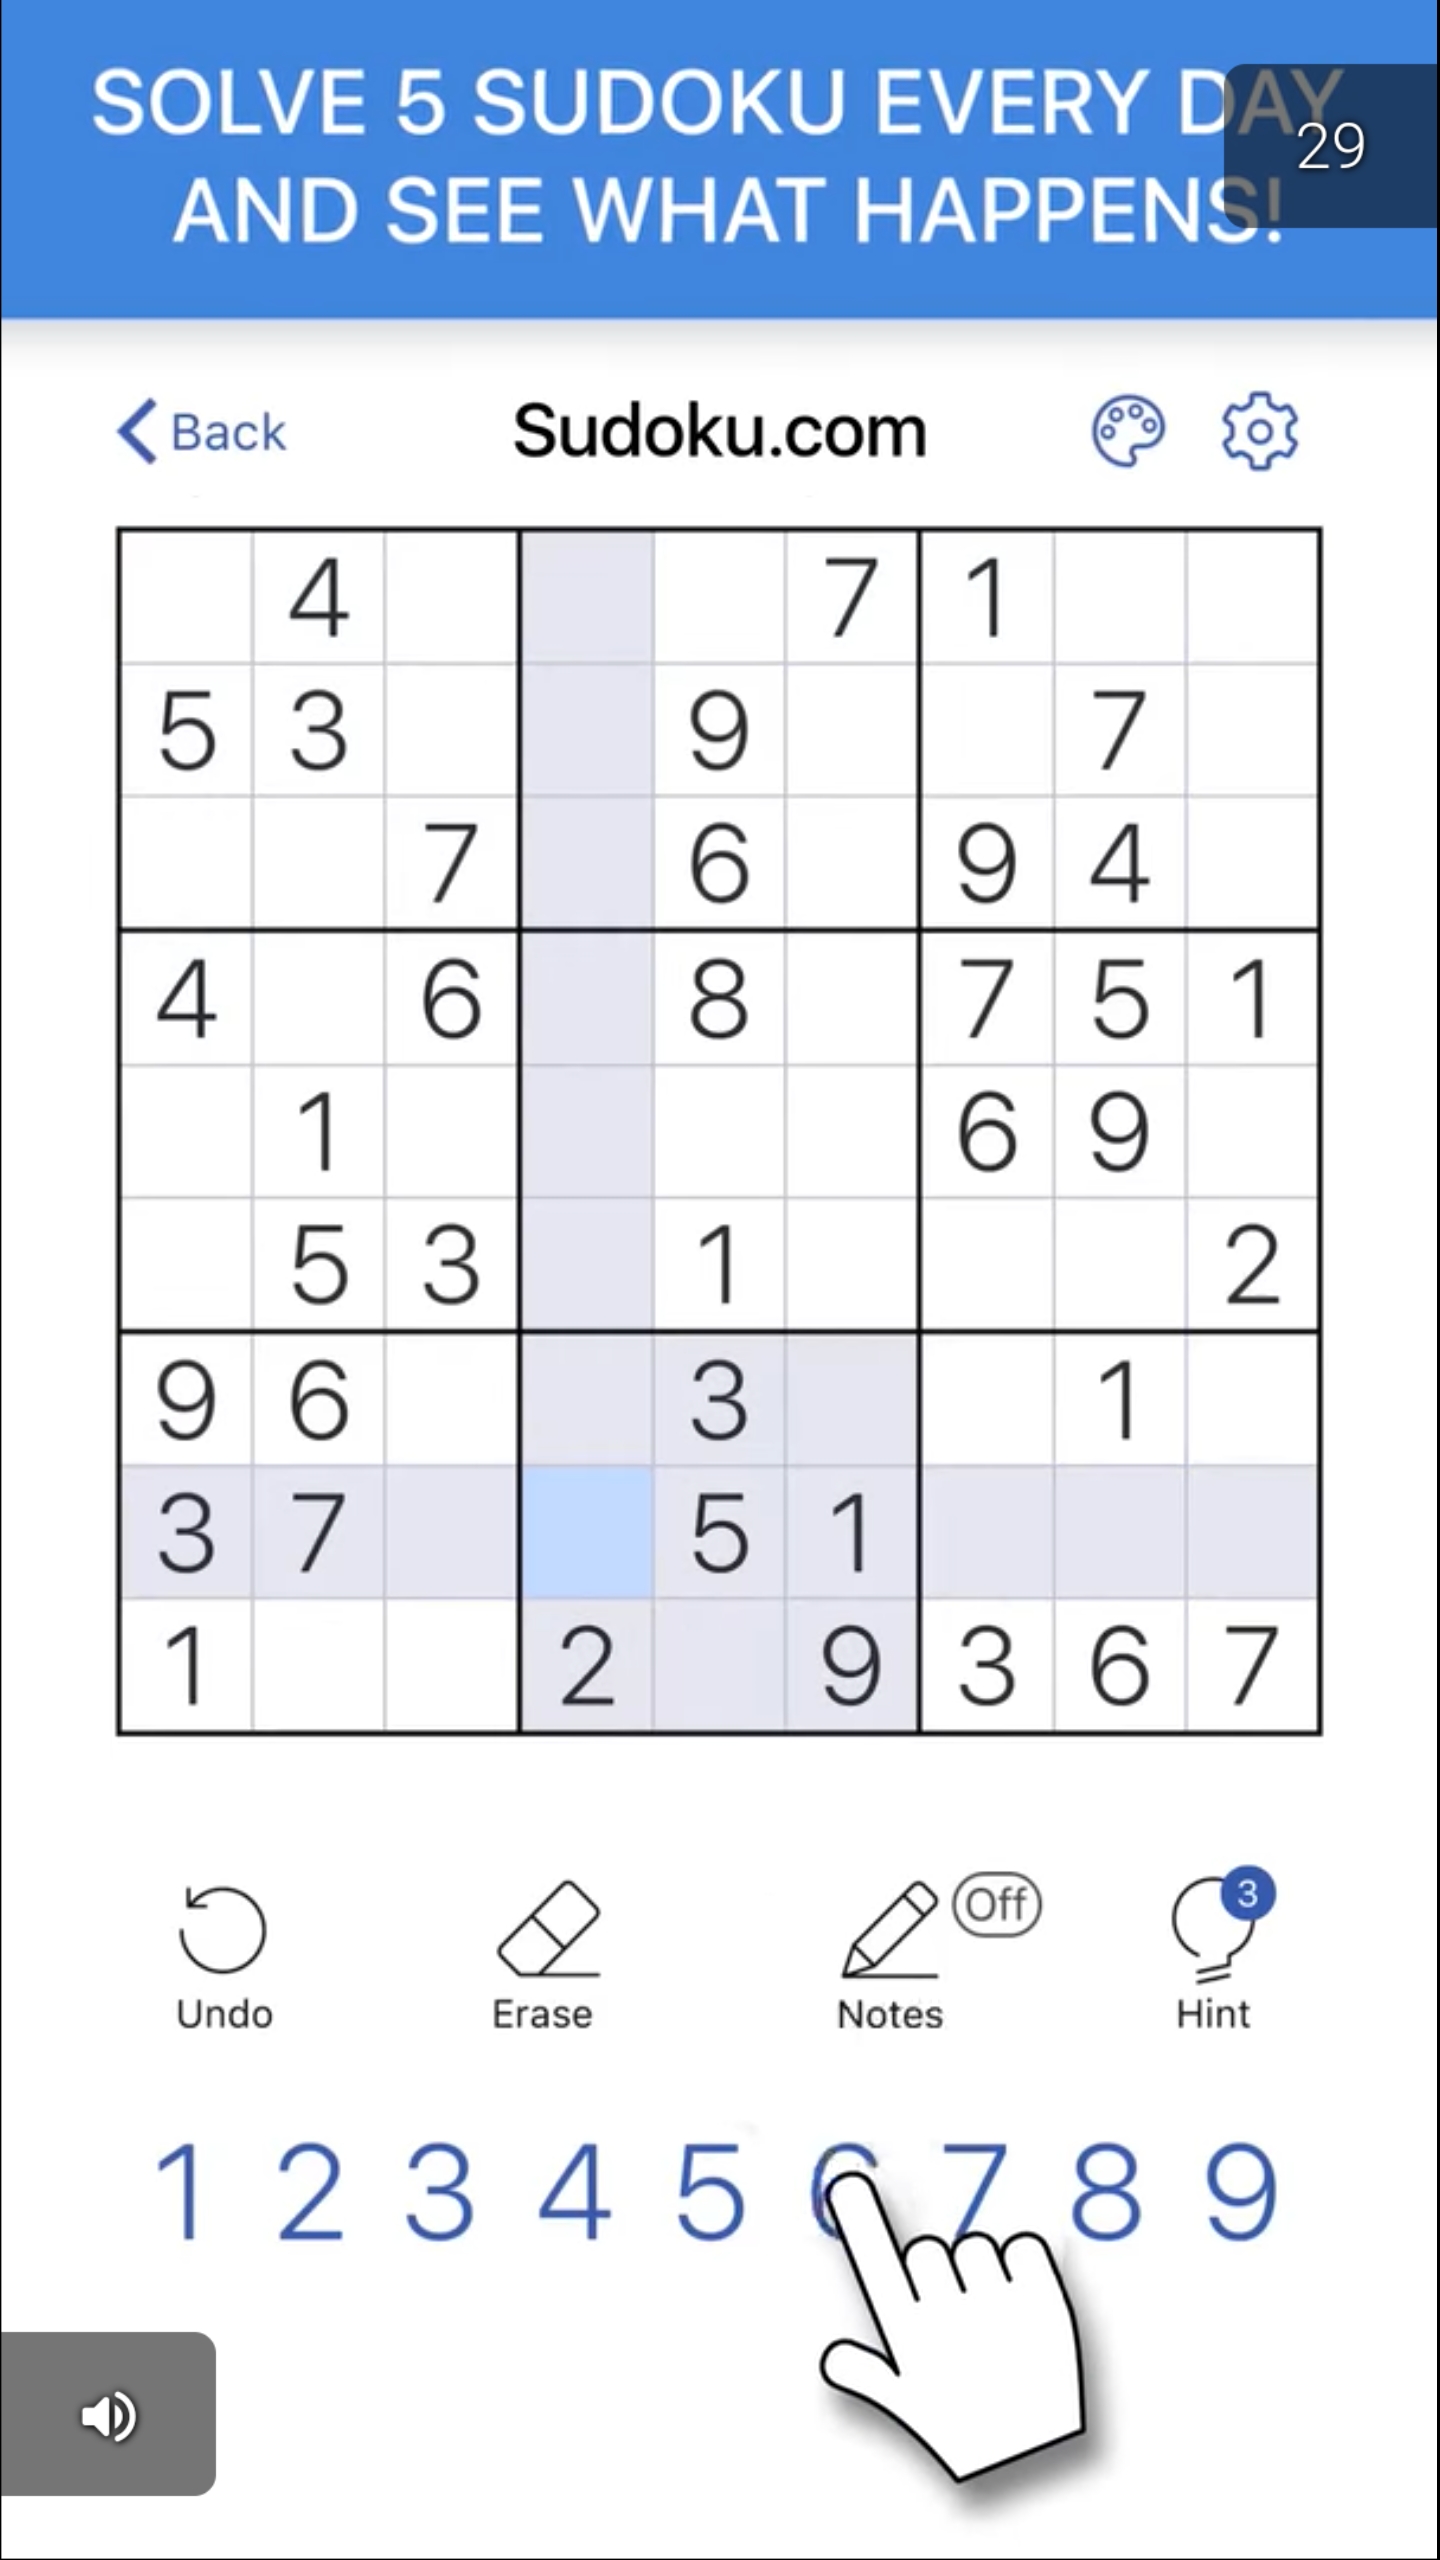 SOLVE 5 SUDOKU EVERY DAY
AND SEE WHAT HAPPENS!
29
Back
Sudoku.com
4 7 1
5 3 9 7
7 6 9 4
4 6 8 7 5 1
1 6 9
5 3 1 2
9 6 3 1
3 7 5 1
1 2 9 3 6 7
Off
3
Undo
Erase
Notes
Hint
1 2 3 4 5 6 7 8 9